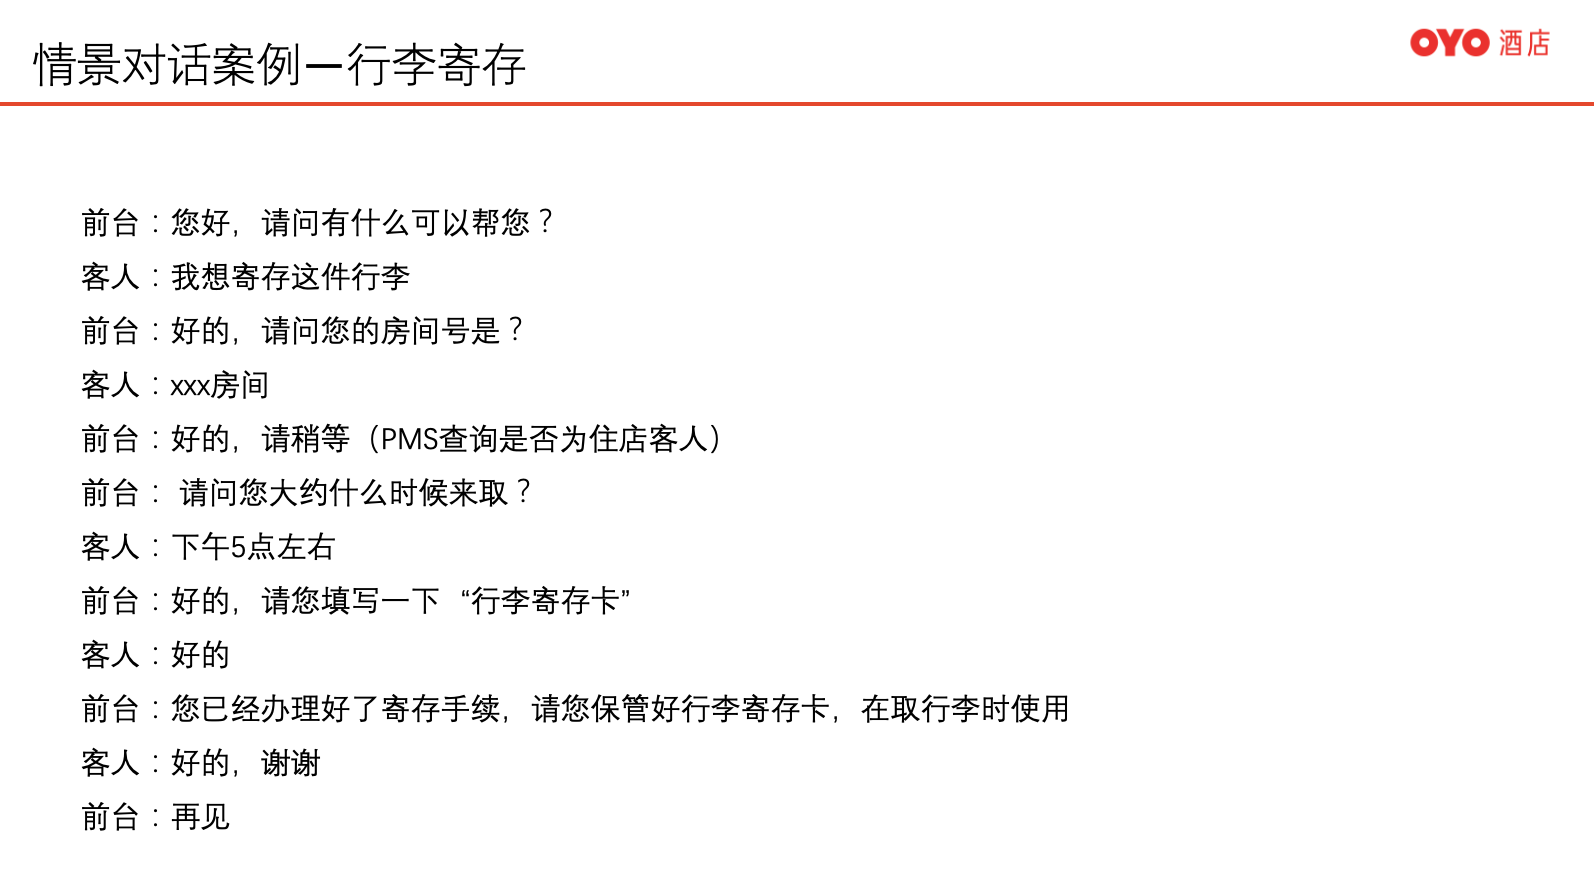 情景对话案例—行李寄存
OYO 酒店
前台：您好，请问有什么可以帮您？
客人：我想寄存这件行李
前台：好的，请问您的房间号是？
客人：xxx房间
前台：好的，请稍等（PMS查询是否为住店客人）
前台： 请问您大约什么时候来取？
客人：下午5点左右
前台：好的，请您填写一下 “行李寄存卡”
客人：好的
前台：您已经办理好了寄存手续，请您保管好行李寄存卡，在取行李时使用
客人：好的，谢谢
前台：再见